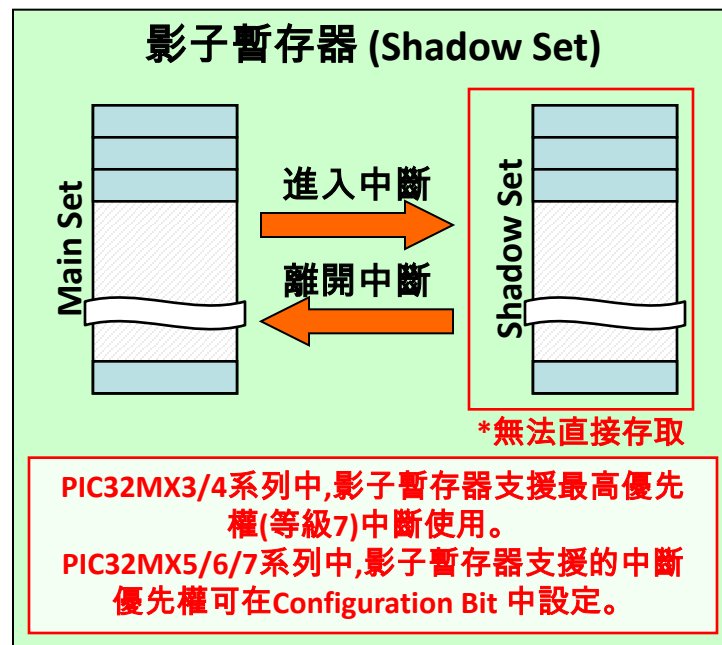 影子暫存器 (Shadow Set)
Main Set
進入中斷
離開中斷
Shadow Set
*無法直接存取
PIC32MX3/4系列中,影子暫存器支援最高優先
權(等級7)中斷使用。
PIC32MX5/6/7系列中,影子暫存器支援的中斷
優先權可在Configuration Bit 中設定。